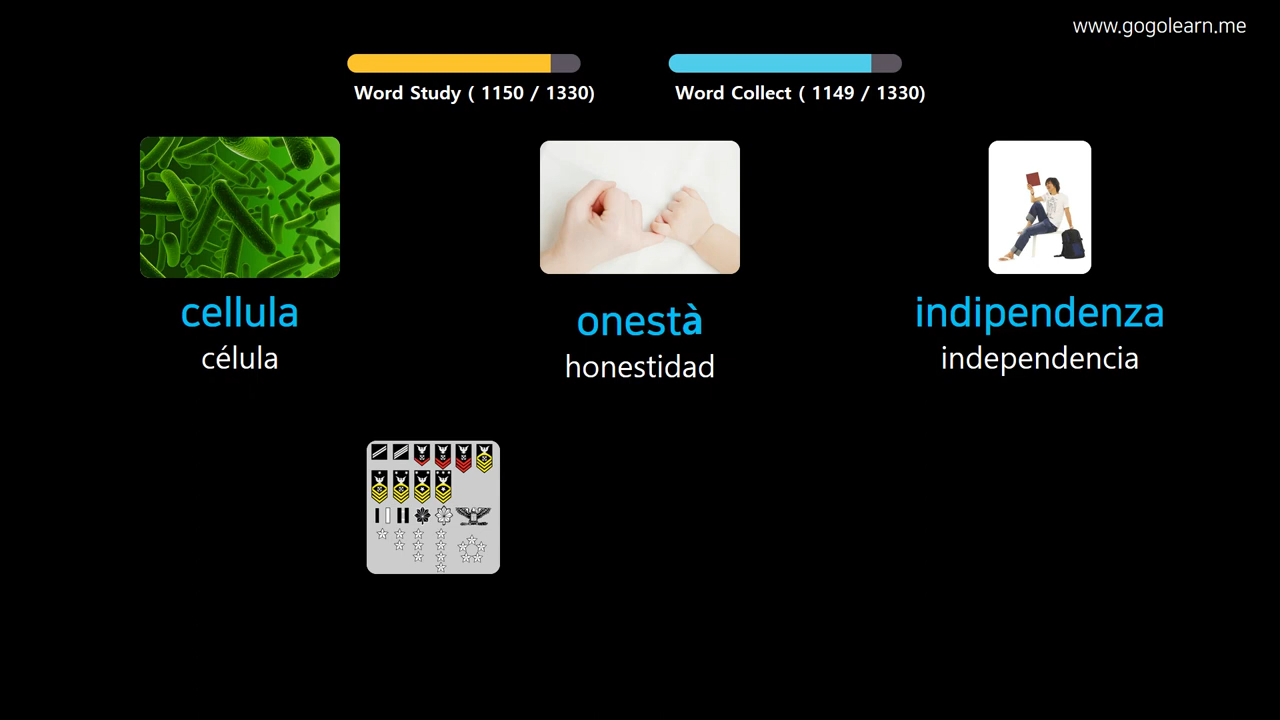 www.gogolearn.me
Word Study ( 1150 / 1330)
Word Collect ( 1149 / 1330)
cellula
célula
onestà
honestidad
indipendenza
independencia